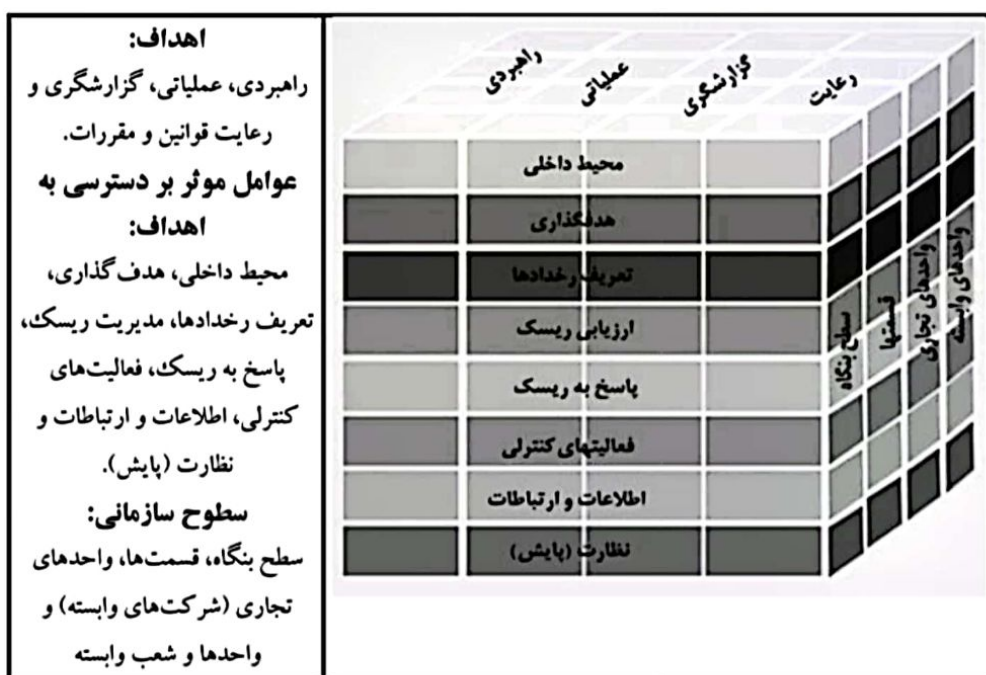 اهداف:
راهبردی، عملیاتی، گزارشگری و
رعایت قوانین و مقررات.
عوامل موثر بر دسترسی به
اهداف:
محیط داخلی، هدف‌گذاری،
تعریف رخدادها، مدیریت ریسک،
پاسخ به ریسک، فعالیت‌های
کنترلی، اطلاعات و ارتباطات و
نظارت (پایش).
سطوح سازمانی:
سطح بنگاه، قسمت‌ها، واحدهای
تجاری (شرکت‌های وابسته) و
واحدها و شعب وابسته
راهبردی
عملیاتی
گزارشگری
رعایت
محیط داخلی
هدفگذاری
تعریف رخدادها
ارزیابی ریسک
پاسخ به ریسک
فعالیتهای کنترلی
اطلاعات و ارتباطات
نظارت (پایش)
سطح بنگاه
قسمتها
واحدهای تجاری
واحدهای وابسته